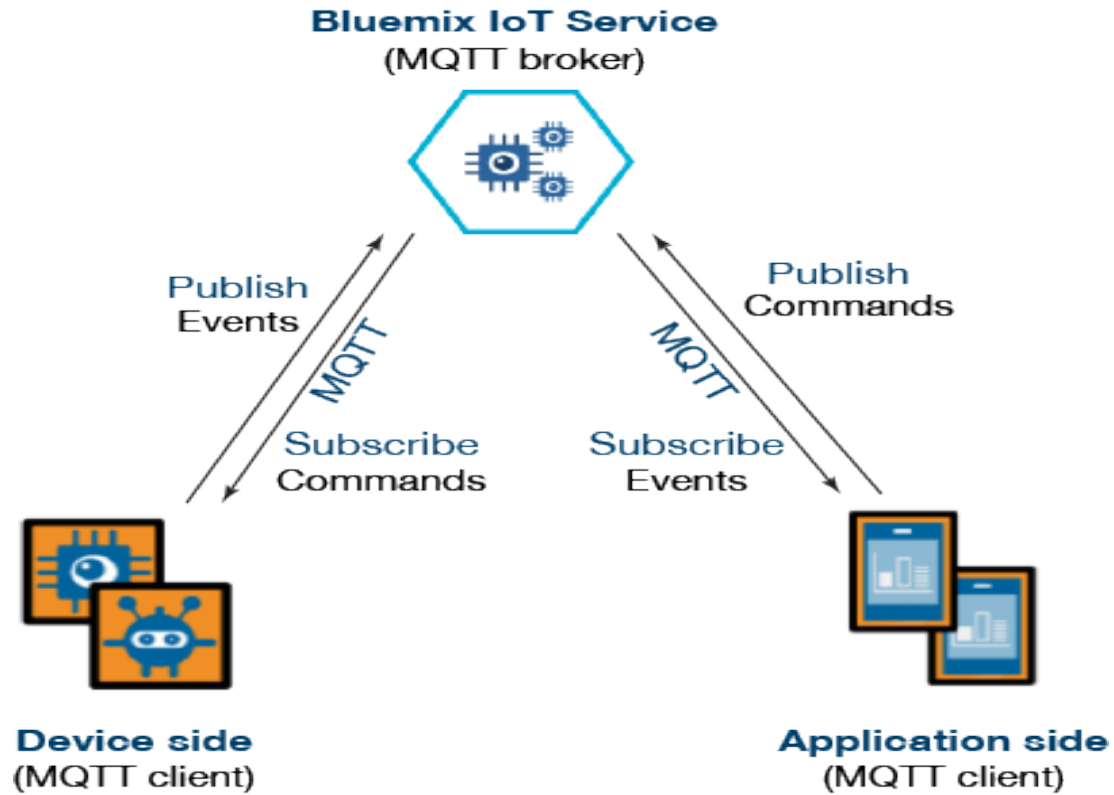 Bluemix IoT Service
(MQTT broker)
Publish
Events
MQTT
Subscribe
Commands
Publish
Commands
MQTT
Subscribe
Events
Device side
(MQTT client)
Application side
(MQTT client)